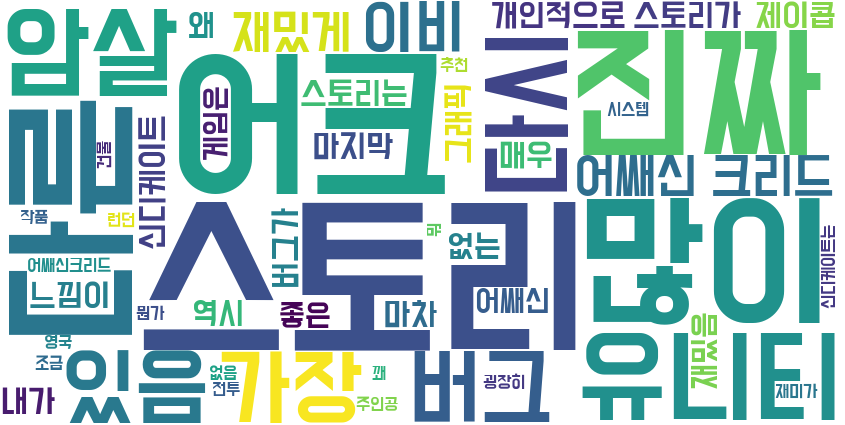 암살
왜
재밌게
이비
개인적으로
스토리가
제이콥
어크
게임은
스토리는
추천
그래픽
마지막
매우
진짜
시스템
건물
신디케이트
어쌔신 크리드
작품
런던
스토리
버그가
뭐
없는
많이
신디케이트는
어쌔신크리드
느낌이
뭔가
역시
좋은
마차
어쌔신
재밌음
영국
조금
있음
없음
전투
가장
꽤
주인공
버그
굉장히
유니티
재미가
내가